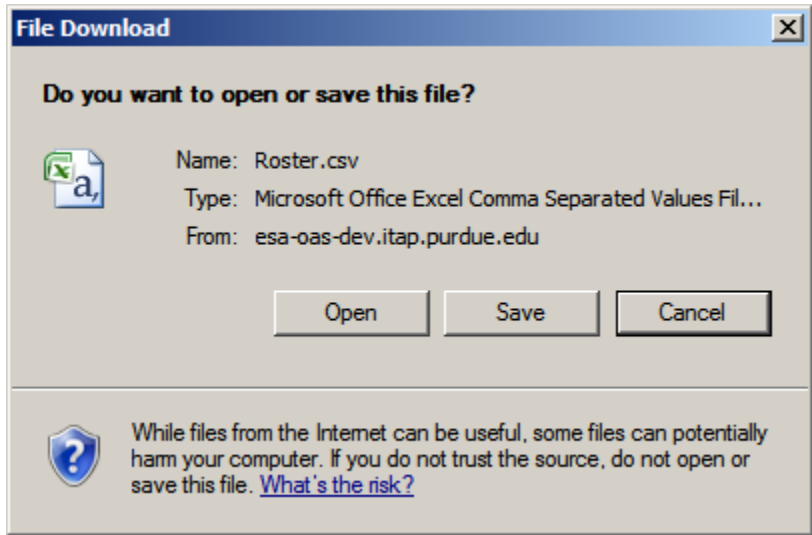 File Download
Do you want to open or save this file?
Name: Roster.csv
Type: Microsoft Office Excel Comma Separated Values Fil...
From: esa-oas-dev.itap.purdue.edu
Open Save Cancel
While files from the Internet can be useful, some files can potentially
harm your computer. If you do not trust the source, do not open or
save this file. What's the risk?